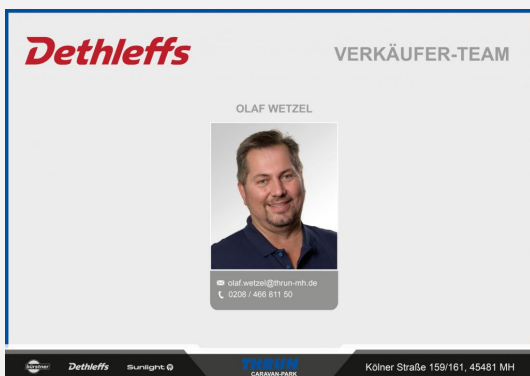 Dethleffs
VERKÄUFER-TEAM
OLAF WETZEL
olaf.wetzel@thrun-mh.de
0208 / 466 811 50
bürstner Dethleffs Sunlight THRUN Kölner Straße 159/161, 45481 MH
CARAVAN-PARK